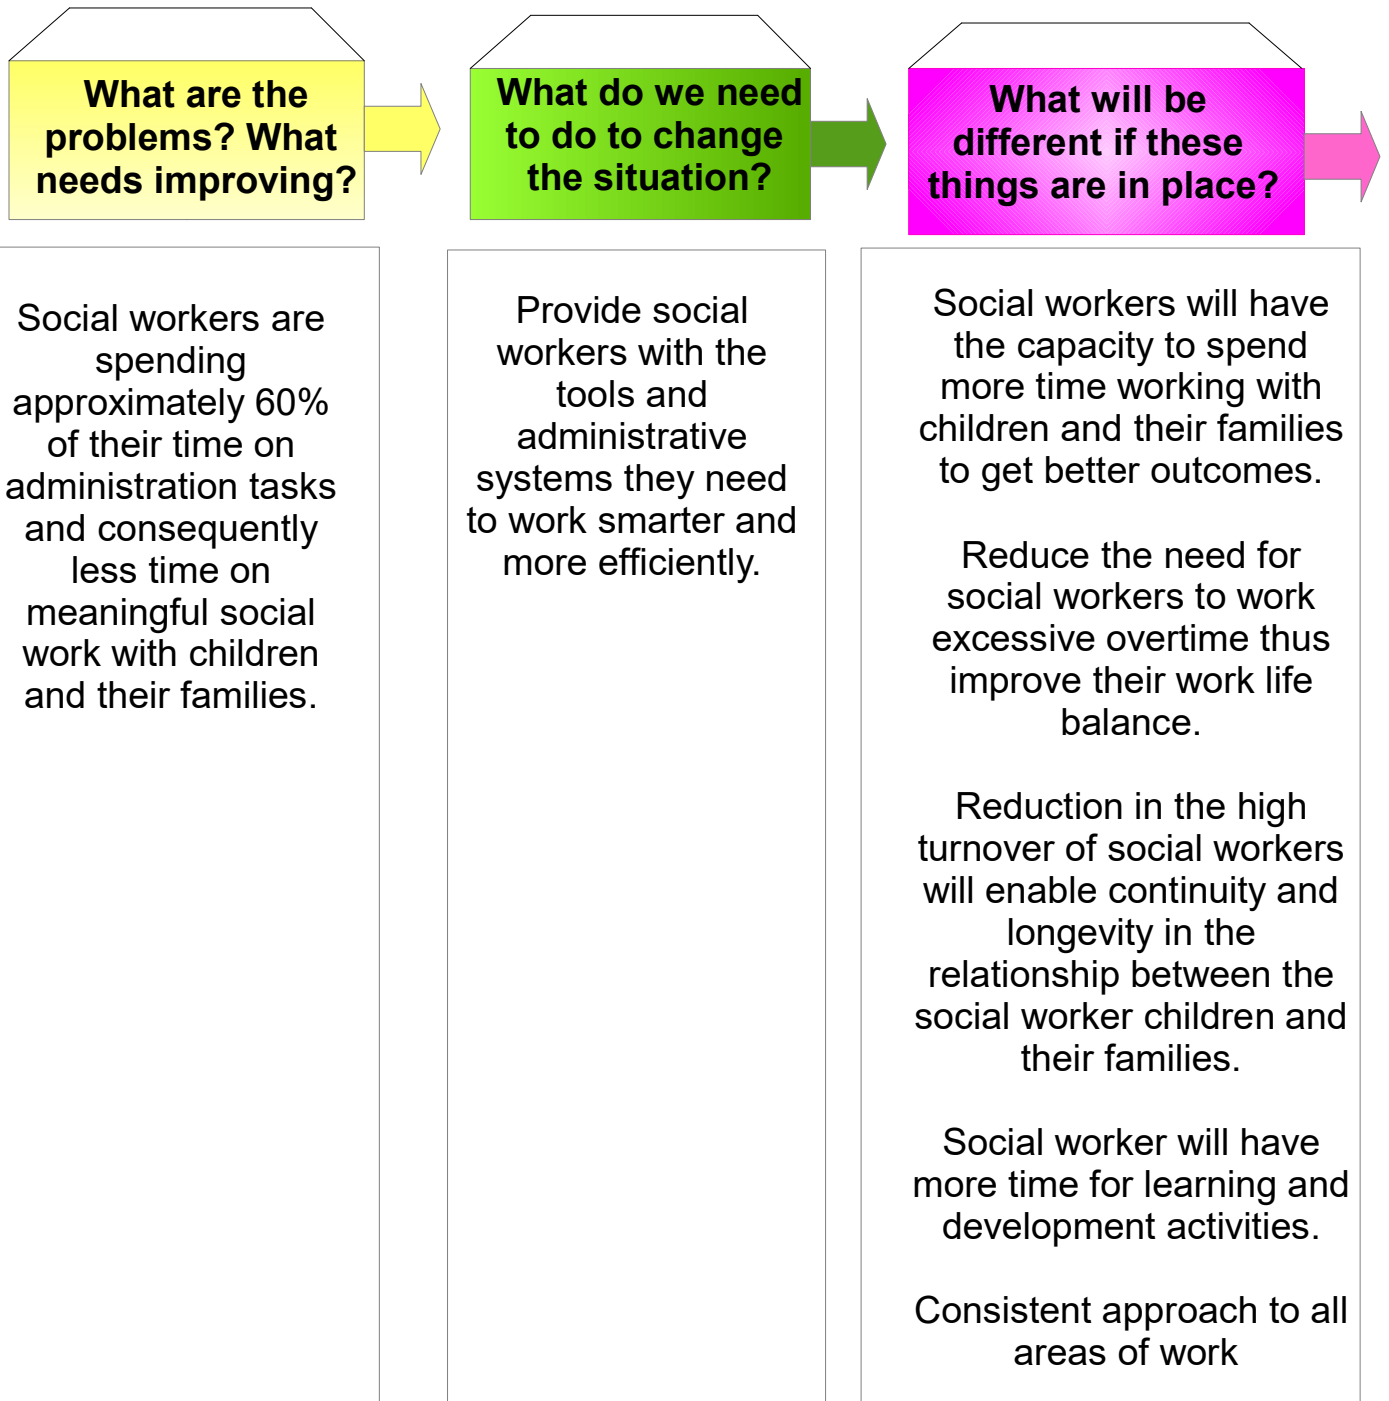 What are the
problems? What
needs improving?
What do we need
to do to change
the situation?
What will be
different if these
things are in place?
Social workers are
spending
approximately 60%
of their time on
administration tasks
and consequently
less time on
meaningful social
work with children
and their families.
Provide social
workers with the
tools and
administrative
systems they need
to work smarter and
more efficiently.
Social workers will have
the capacity to spend
more time working with
children and their families
to get better outcomes.
Reduce the need for
social workers to work
excessive overtime thus
improve their work life
balance.
Reduction in the high
turnover of social workers
will enable continuity and
longevity in the
relationship between the
social worker children and
their families.
Social worker will have
more time for learning and
development activities.
Consistent approach to all
areas of work